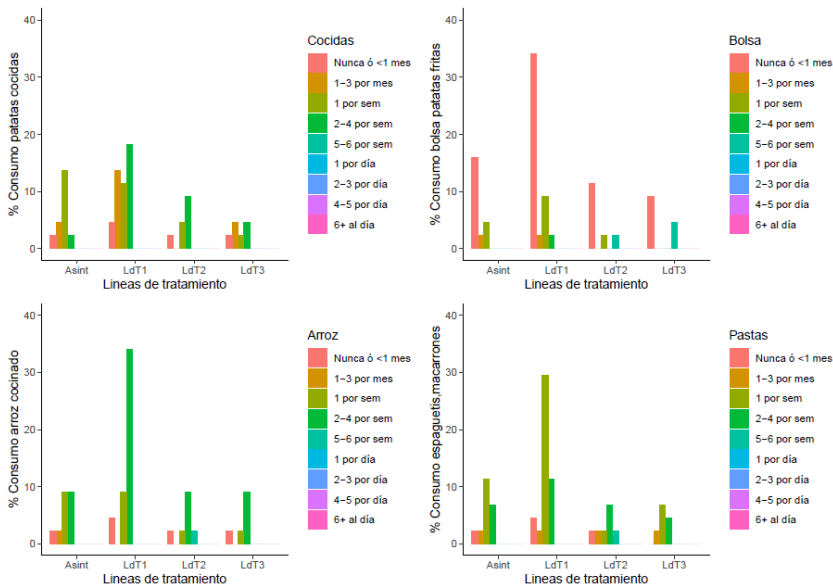 Cocidas
Nunca ó <1 mes
1−3 por mes
1 por sem
2−4 por sem
5−6 por sem
1 por día
2−3 por día
4−5 por día
6+ al día
% Consumo patatas cocidas
40
30
20
10
0
Asint LdT1 LdT2 LdT3
Lineas de tratamiento
Bolsa
Nunca ó <1 mes
1−3 por mes
1 por sem
2−4 por sem
5−6 por sem
1 por día
2−3 por día
4−5 por día
6+ al día
% Consumo bolsa patatas fritas
40
30
20
10
0
Asint LdT1 LdT2 LdT3
Lineas de tratamiento
Arroz
Nunca ó <1 mes
1−3 por mes
1 por sem
2−4 por sem
5−6 por sem
1 por día
2−3 por día
4−5 por día
6+ al día
% Consumo arroz cocinado
40
30
20
10
0
Asint LdT1 LdT2 LdT3
Lineas de tratamiento
Pastas
Nunca ó <1 mes
1−3 por mes
1 por sem
2−4 por sem
5−6 por sem
1 por día
2−3 por día
4−5 por día
6+ al día
% Consumo espaguetis,macarrones
40
30
20
10
0
Asint LdT1 LdT2 LdT3
Lineas de tratamiento